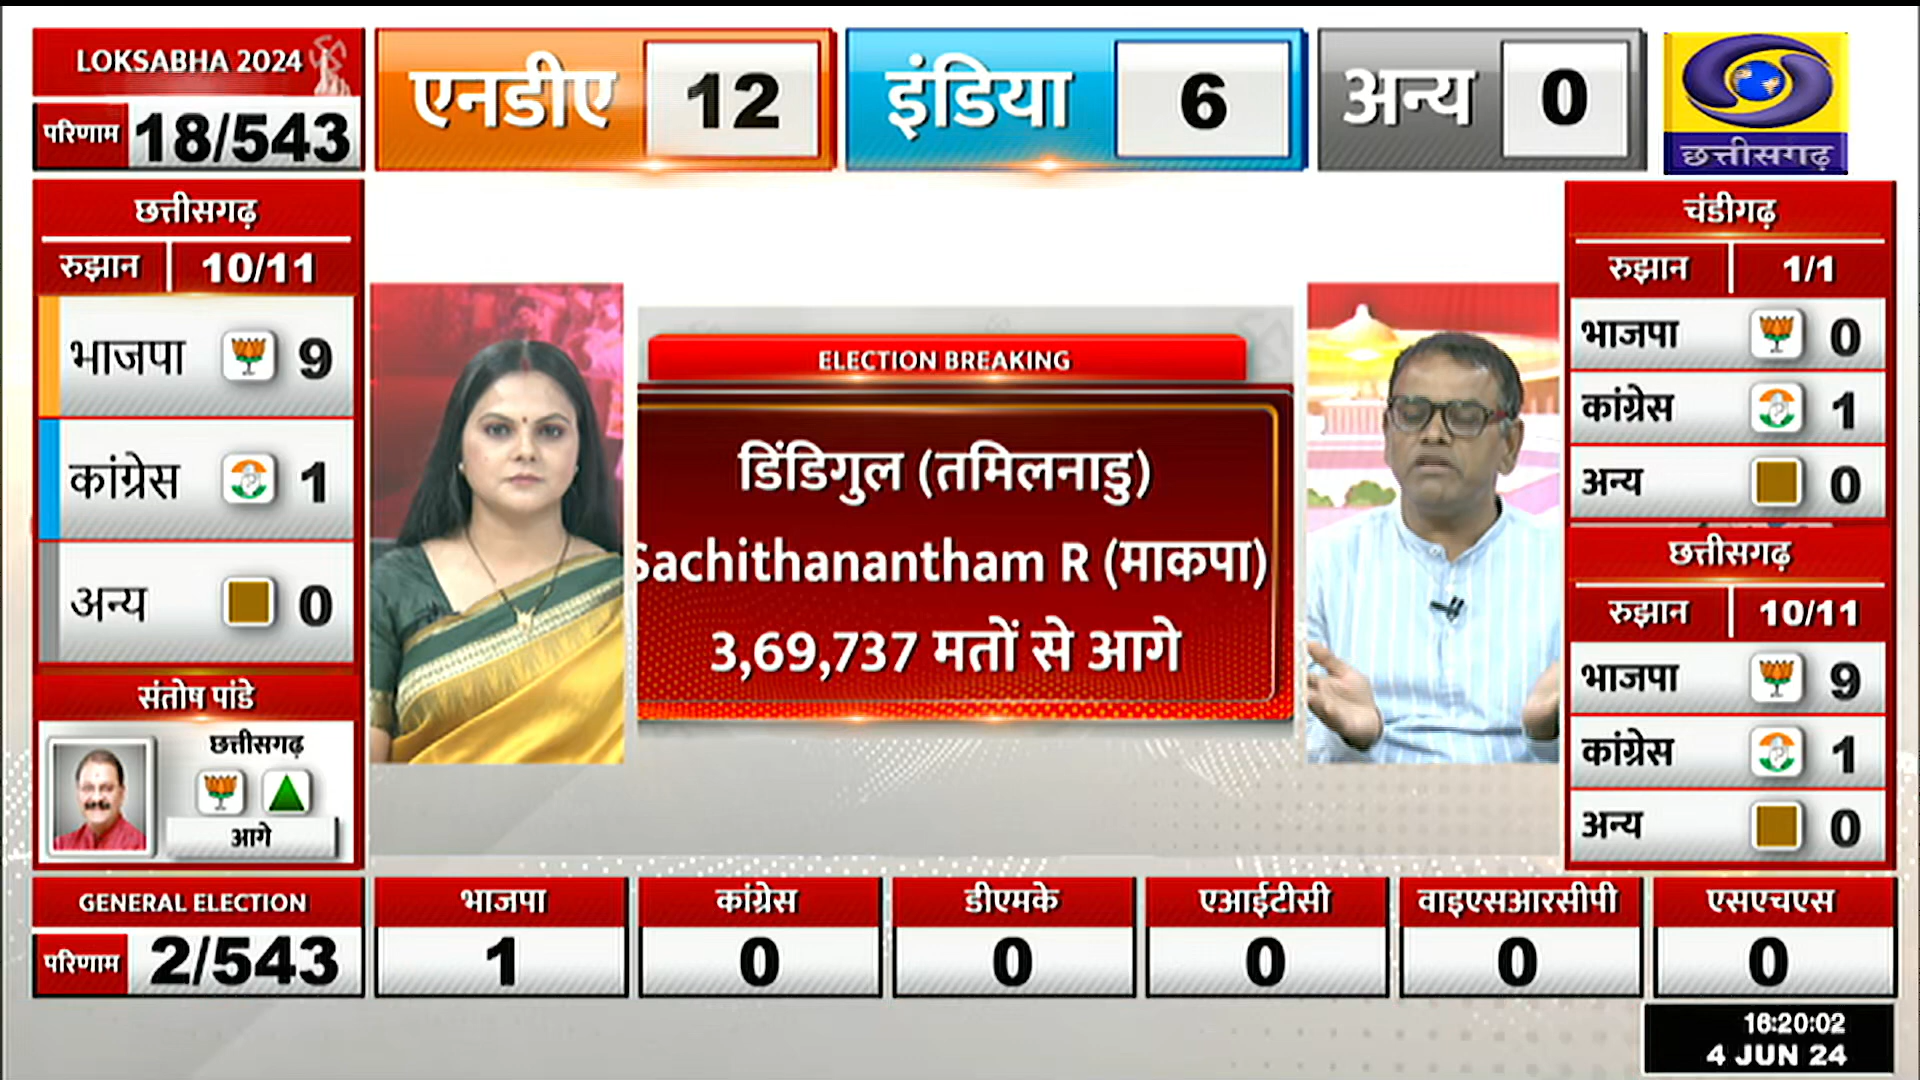 LOKSABHA 2024
परिणाम 18/543
एनडीए 12
इंडिया 6
अन्य 0
छत्तीसगढ़
छत्तीसगढ़
रुझान 10/11
भाजपा 9
कांग्रेस 1
अन्य 0
संतोष पांडे
छत्तीसगढ़
आगे
ELECTION BREAKING
डिंडिगुल (तमिलनाडु)
Sachithanantham R (माकपा)
3,69,737 मतों से आगे
चंडीगढ़
रुझान 1/1
भाजपा 0
कांग्रेस 1
अन्य 0
छत्तीसगढ़
रुझान 10/11
भाजपा 9
कांग्रेस 1
अन्य 0
GENERAL ELECTION
परिणाम 2/543
भाजपा 1
कांग्रेस 0
डीएमके 0
एआईटीसी 0
वाइएसआरसीपी 0
एसएचएस 0
16:20:02
4 JUN 24